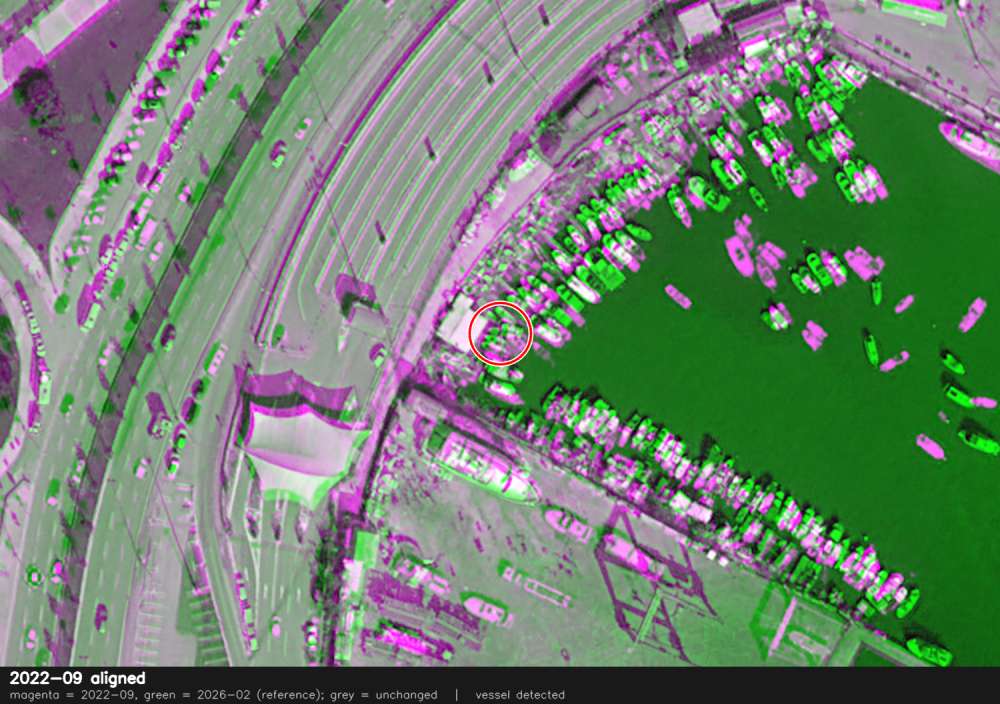 2022-09 aligned
magenta = 2022-09, green = 2026-02 (reference); grey = unchanged | vessel detected